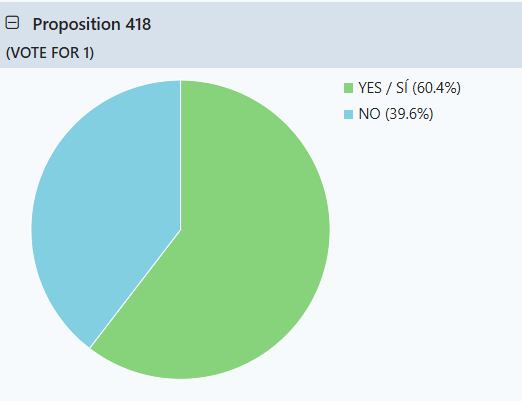 Proposition 418
(VOTE FOR 1)
YES / SÍ (60.4%)
NO (39.6%)